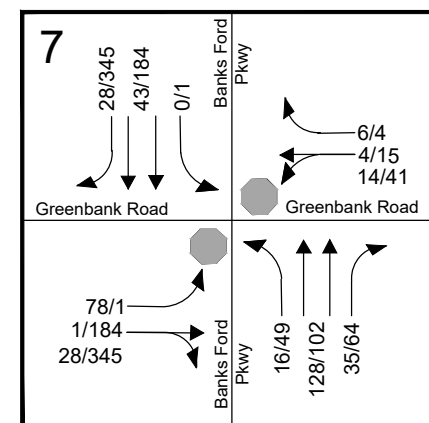 7
28/345
43/184
0/1
Banks Ford
Pkwy
6/4
4/15
14/41
Greenbank Road
Greenbank Road
78/1
1/184
28/345
Banks Ford
Pkwy
16/49
128/102
35/64